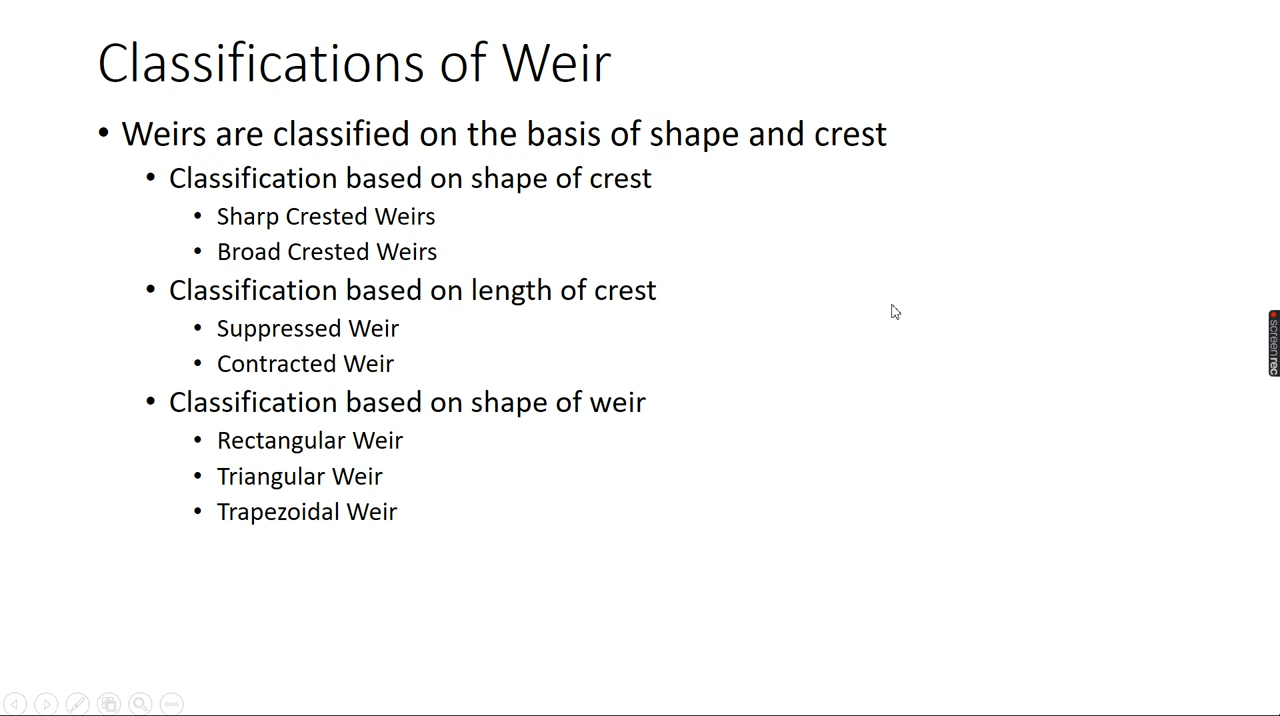 Classifications of Weir
• Weirs are classified on the basis of shape and crest
• Classification based on shape of crest
• Sharp Crested Weirs
• Broad Crested Weirs
• Classification based on length of crest
• Suppressed Weir
• Contracted Weir
• Classification based on shape of weir
• Rectangular Weir
• Triangular Weir
• Trapezoidal Weir
screenrec